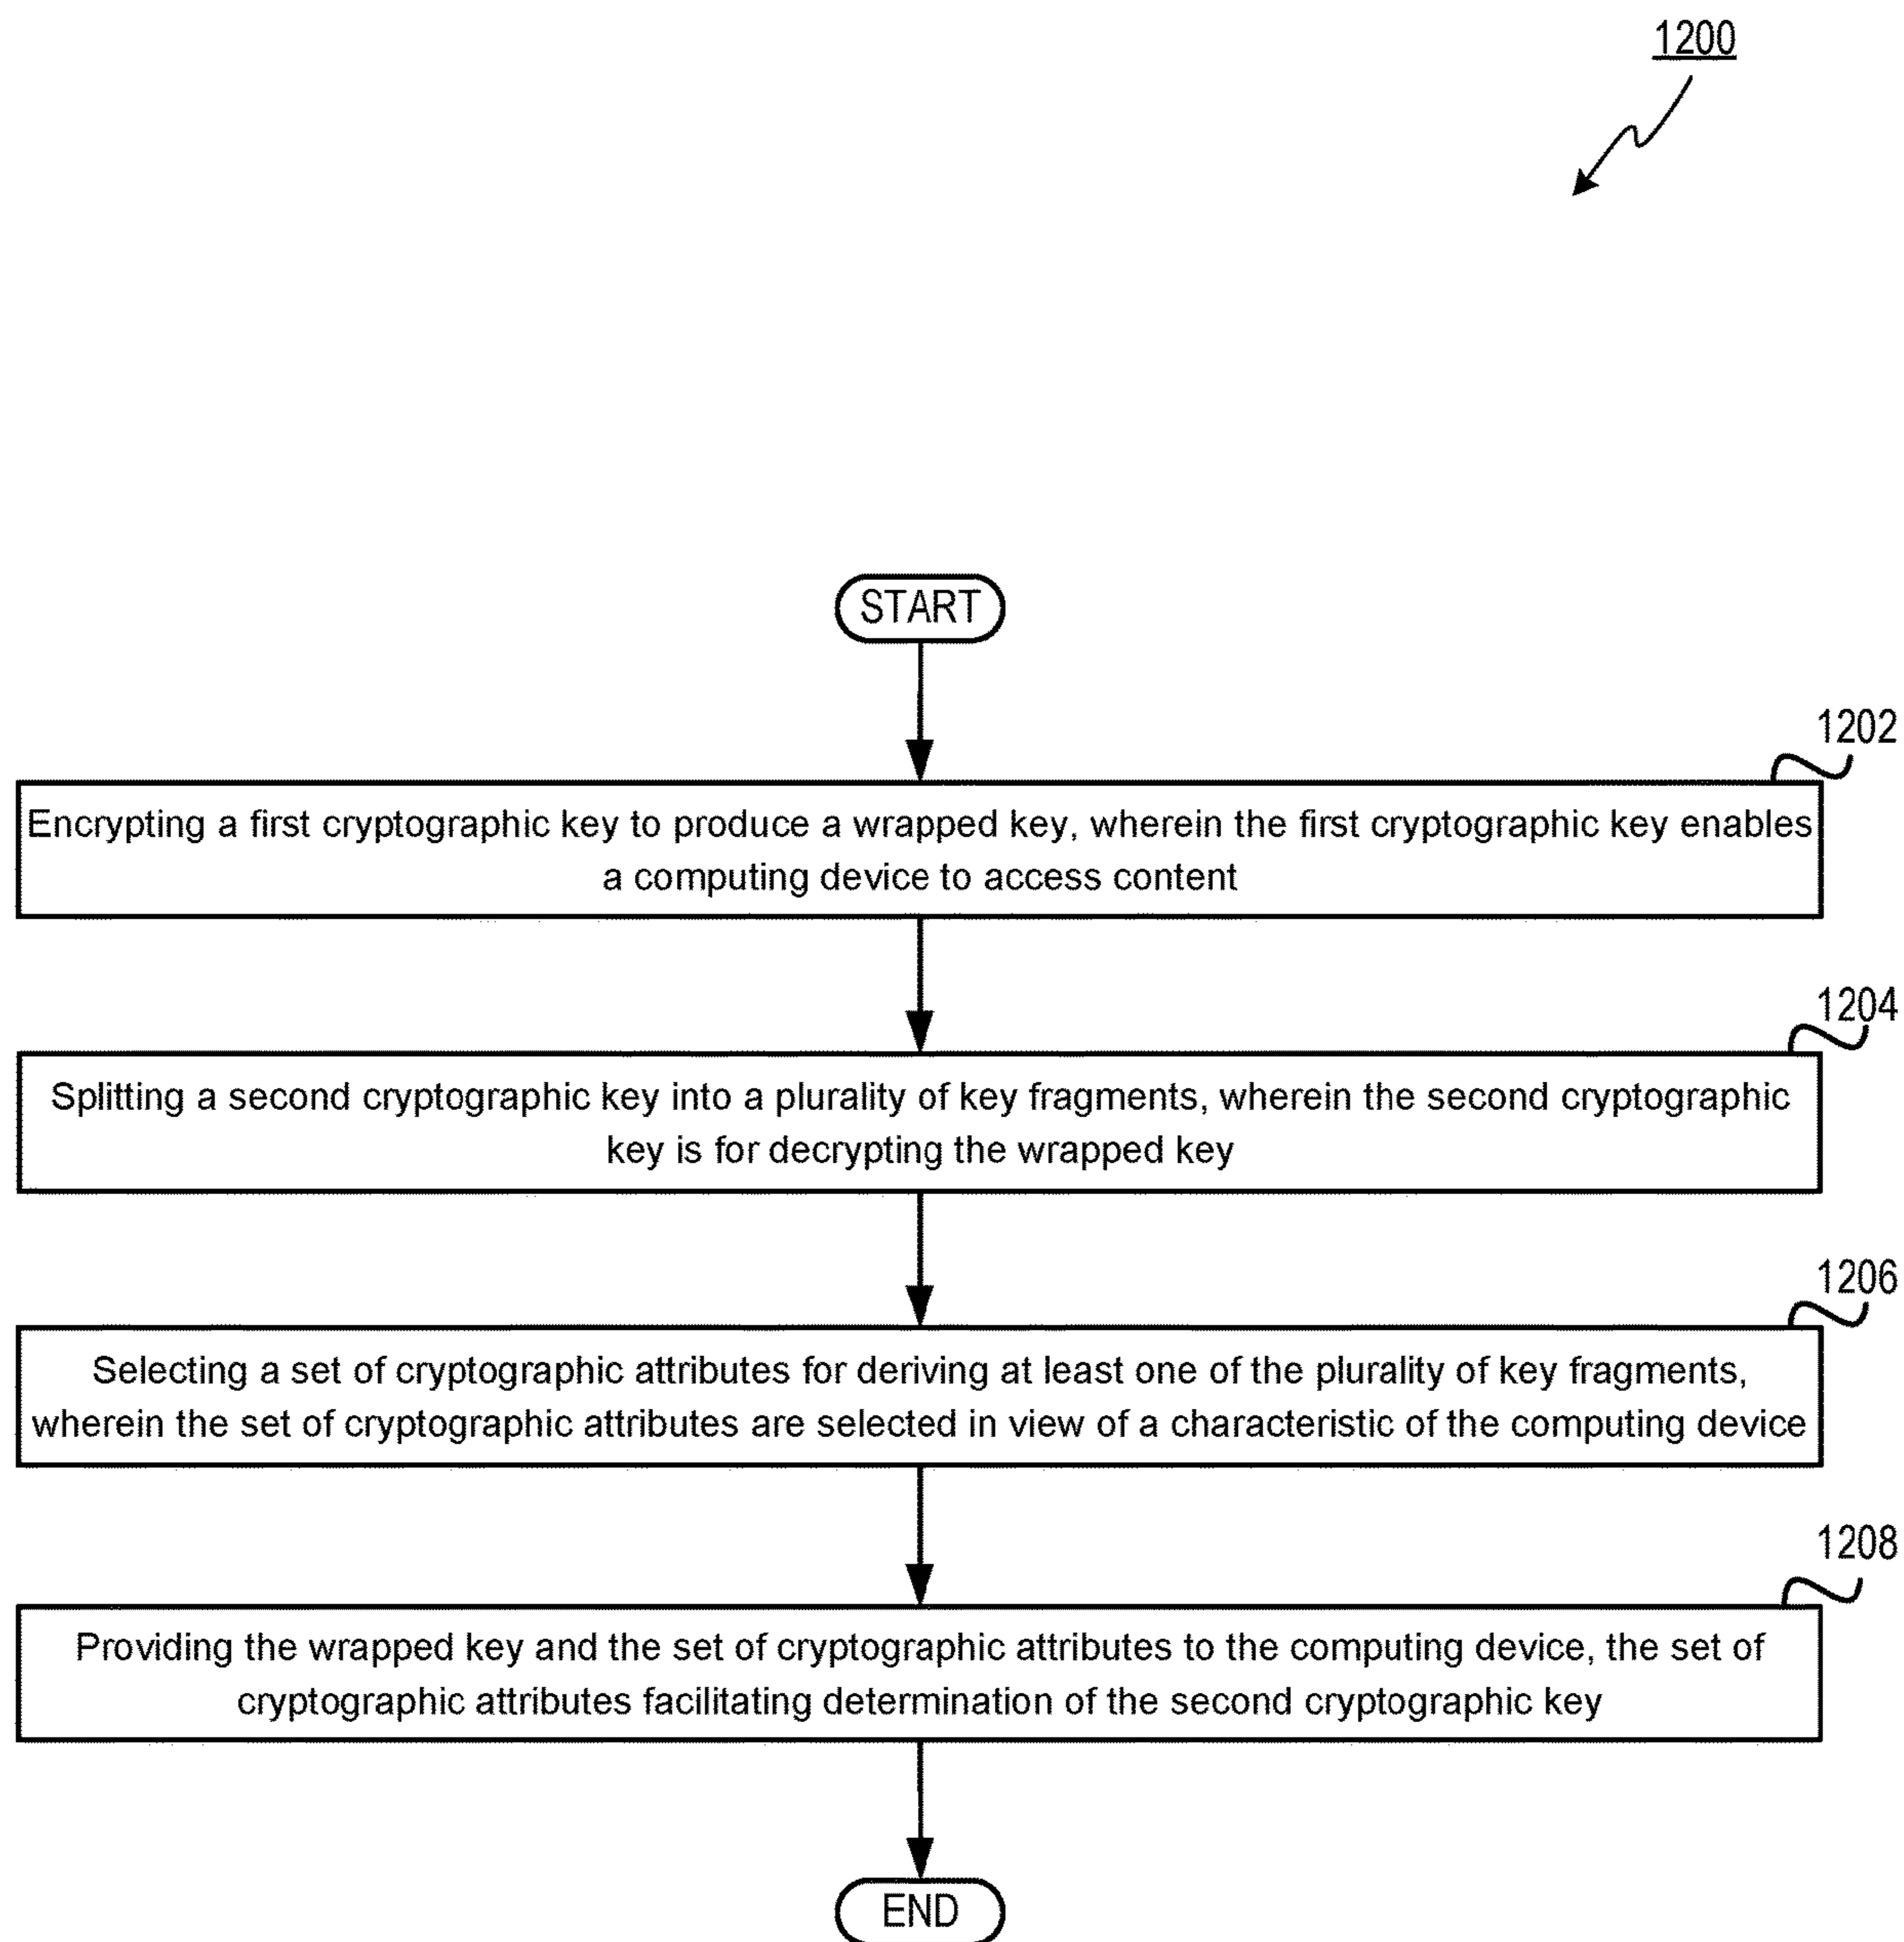 1200
START
1202
Encrypting a first cryptographic key to produce a wrapped key, wherein the first cryptographic key enables
a computing device to access content
1204
Splitting a second cryptographic key into a plurality of key fragments, wherein the second cryptographic
key is for decrypting the wrapped key
1206
Selecting a set of cryptographic attributes for deriving at least one of the plurality of key fragments,
wherein the set of cryptographic attributes are selected in view of a characteristic of the computing device
1208
Providing the wrapped key and the set of cryptographic attributes to the computing device, the set of
cryptographic attributes facilitating determination of the second cryptographic key
END